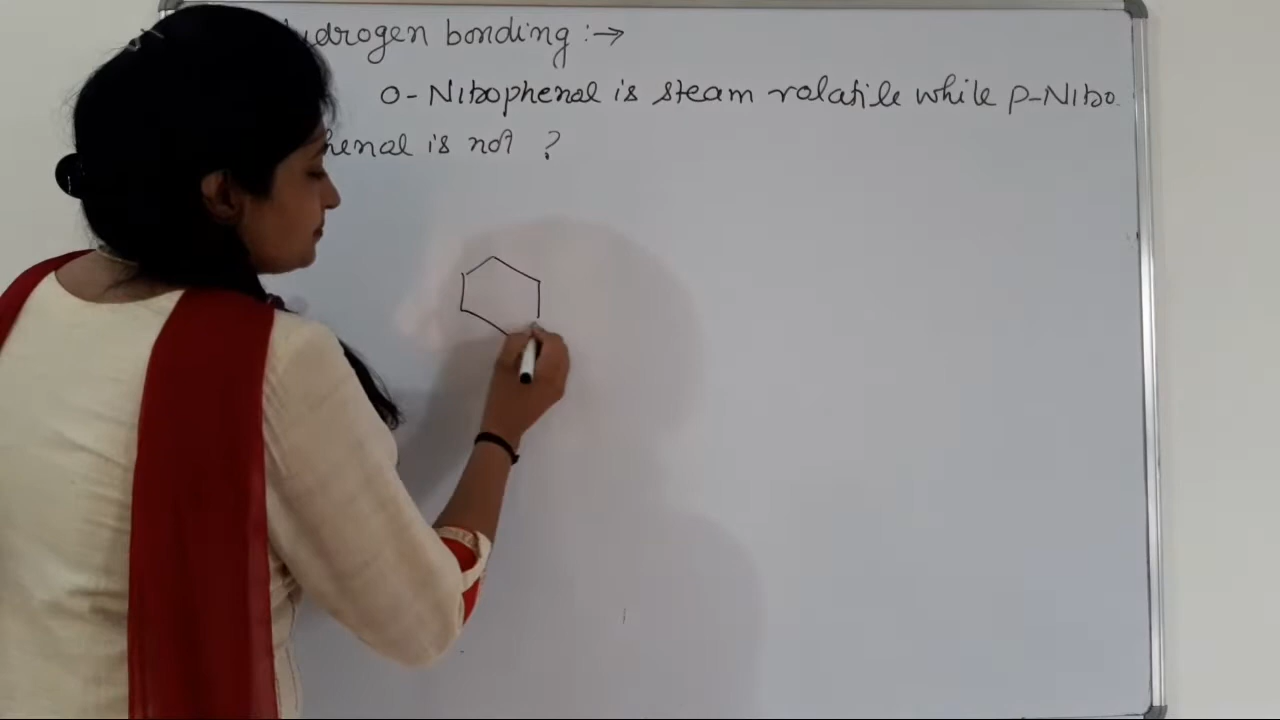 ydrogen bonding :→
o- Nitrophenol is steam volatile while p-Nitro
henol is not ?